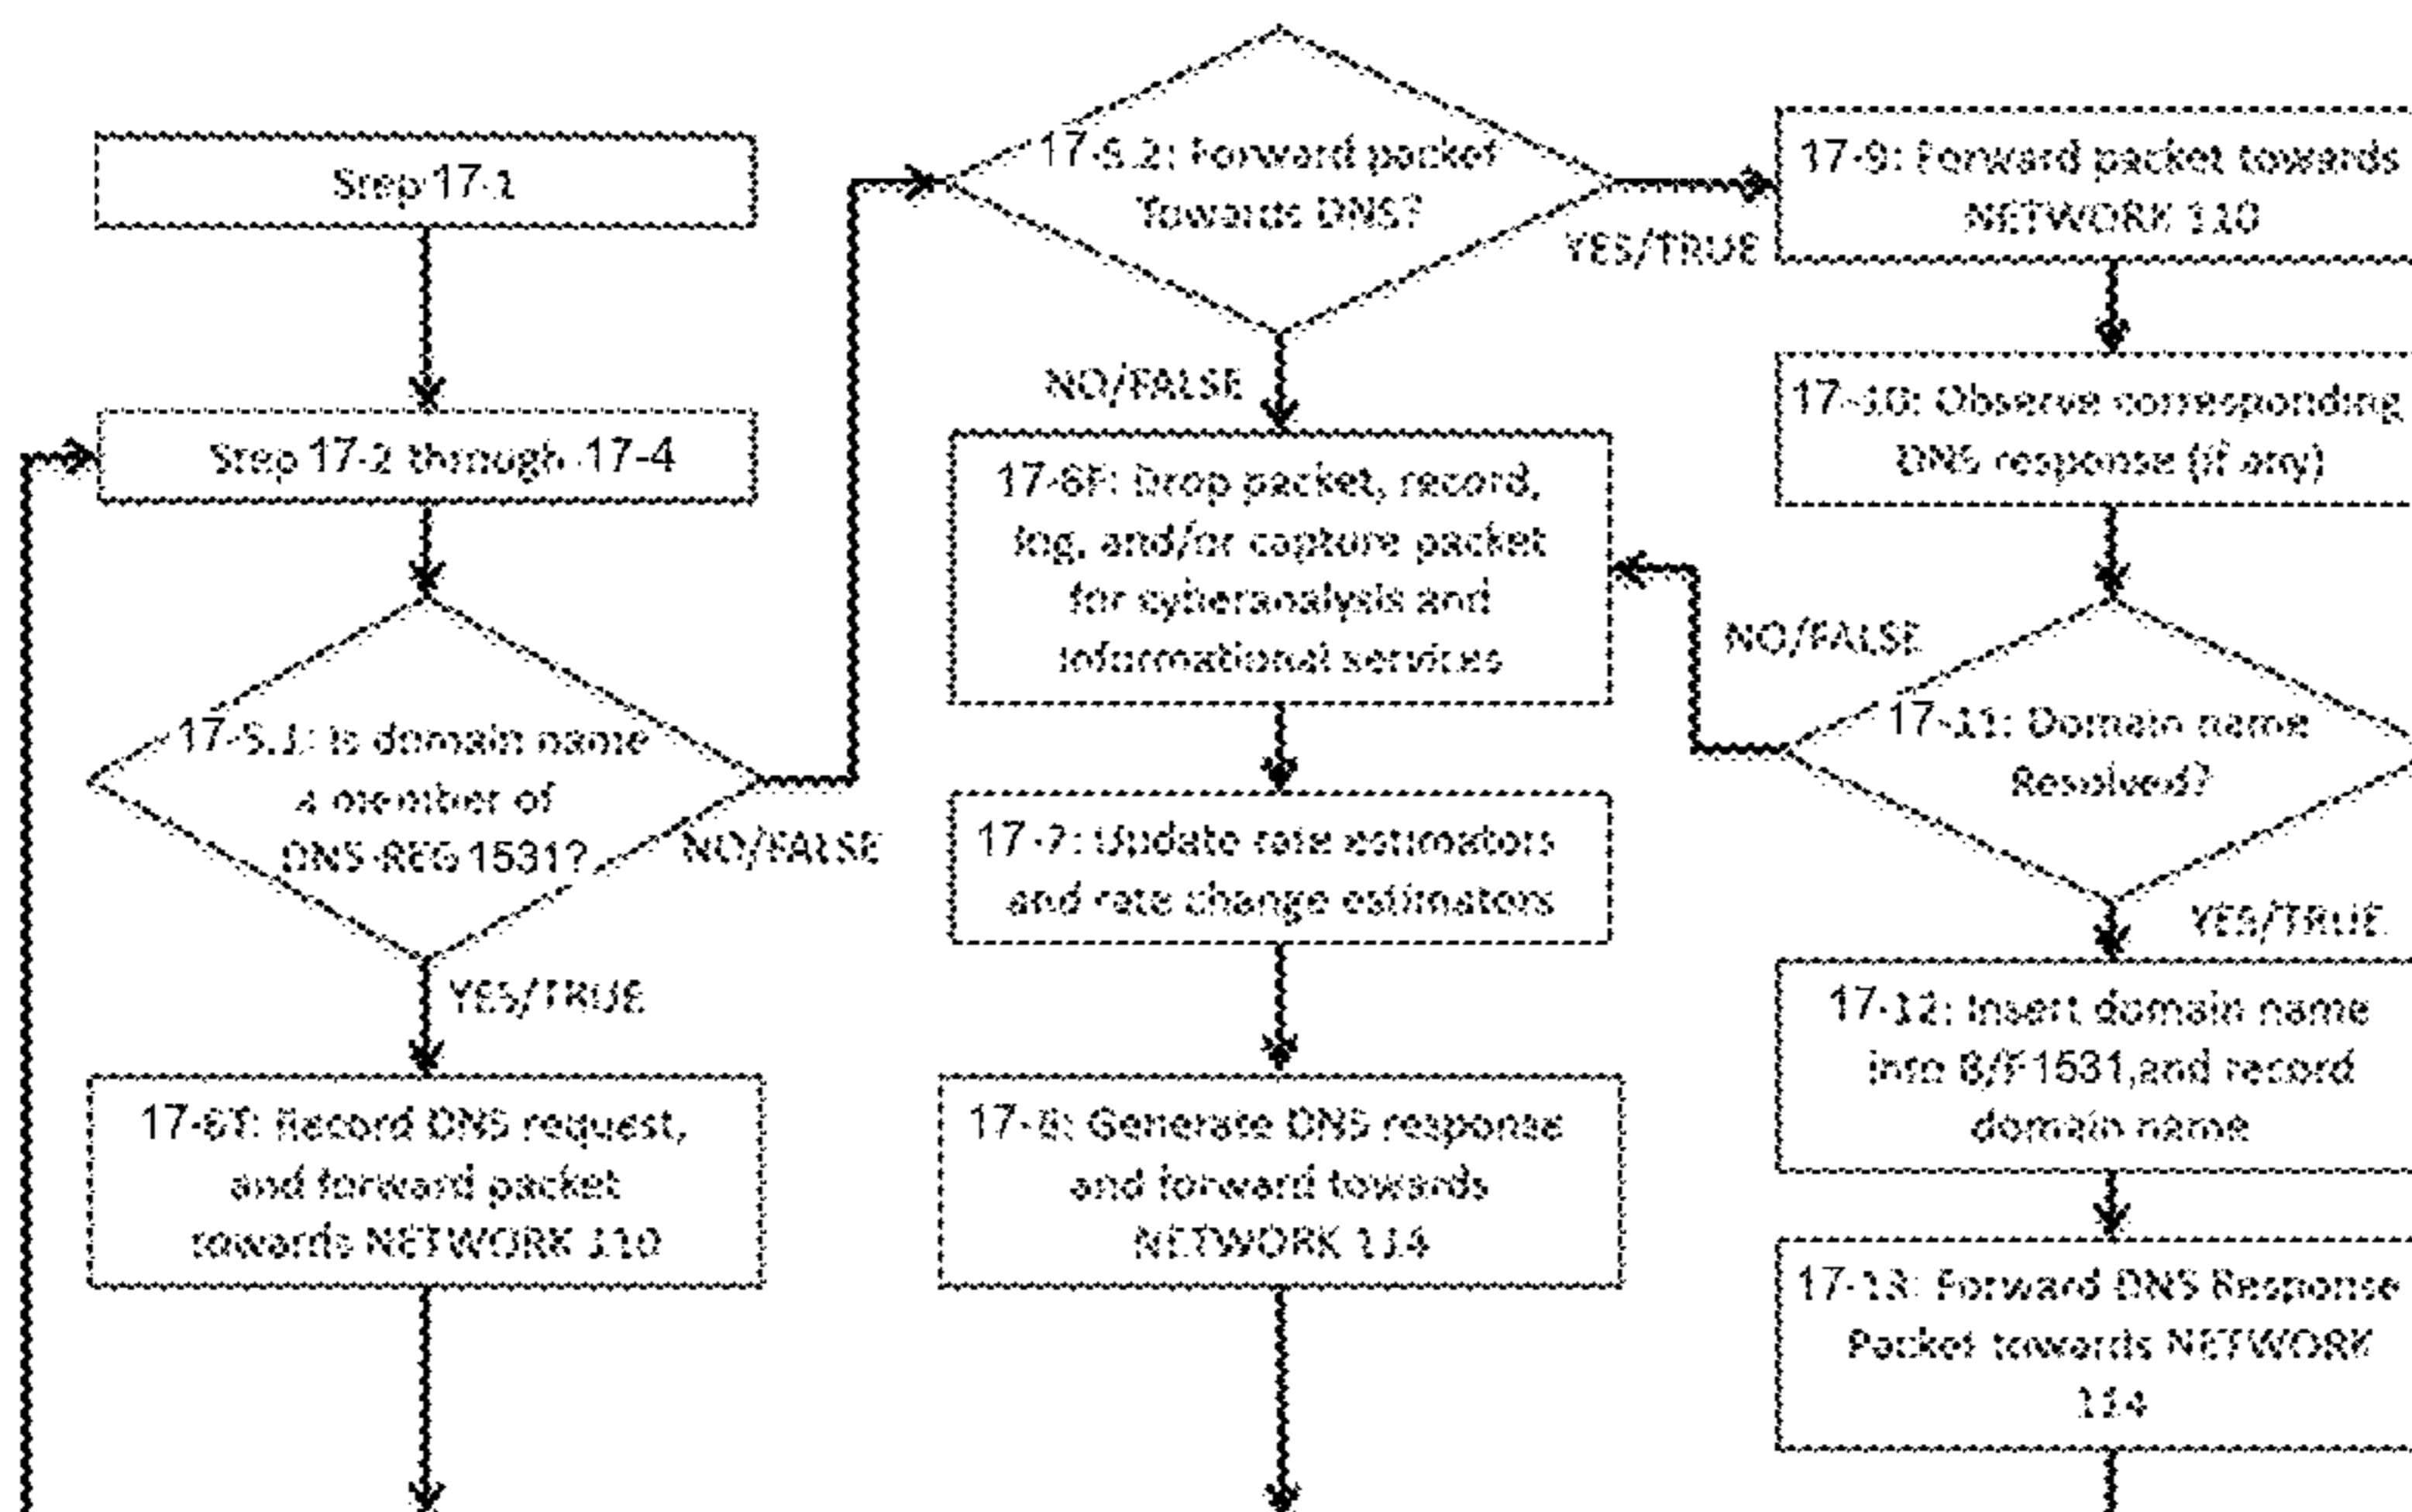 Step 17-1
Step 17-2 through 17-4
17-5.1: Is domain name
a member of
DNS-REG 1531?
NO/FALSE
YES/TRUE
17-6T: Record DNS request,
and forward packet
towards NETWORK 110
17-5.2: Forward packet
Towards DNS?
YES/TRUE
NO/FALSE
17-6F: Drop packet, record,
log, and/or capture packet
for cyberanalysis and
informational services
17-7: Update rate estimators
and rate change estimators
17-8: Generate DNS response
and forward towards
NETWORK 114
17-9: Forward packet towards
NETWORK 110
17-10: Observe corresponding
DNS response (if any)
NO/FALSE
17-11: Domain name
Resolved?
YES/TRUE
17-12: Insert domain name
into B/F 1531,and record
domain name
17-13: Forward DNS Response
Packet towards NETWORK
114